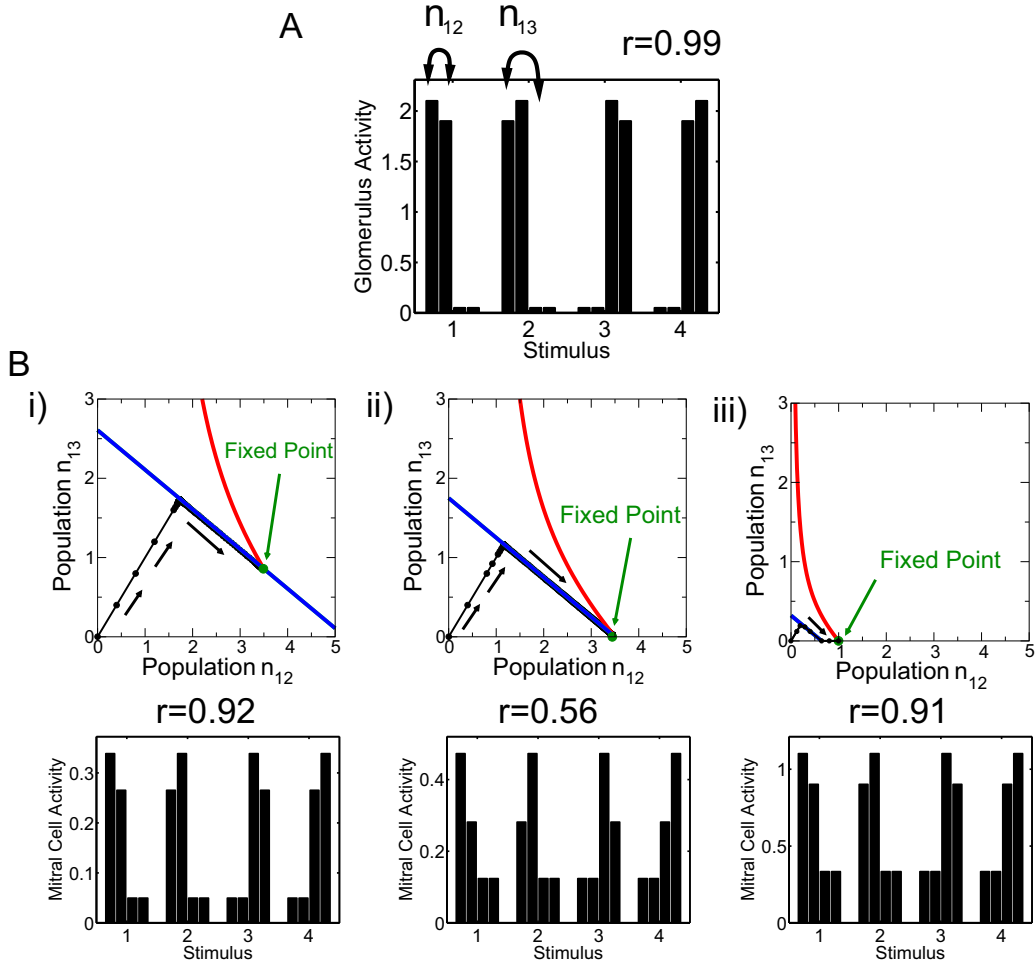 A
n12
n13
r=0.99
Glomerulus Activity
2
1.5
1
0.5
0
1 2 3 4
Stimulus
B
i)
Population n13
3
2
1
0
Fixed Point
0 1 2 3 4 5
Population n12
ii)
3
2
1
0
Fixed Point
0 1 2 3 4 5
Population n12
iii)
Population n13
3
2
1
0
Fixed Point
0 1 2 3 4 5
Population n12
r=0.92
Mitral Cell Activity
0.3
0.2
0.1
0
1 2 3 4
Stimulus
r=0.56
Mitral Cell Activity
0.4
0.2
0
1 2 3 4
Stimulus
r=0.91
Mitral Cell Activity
1
0.5
0
1 2 3 4
Stimulus